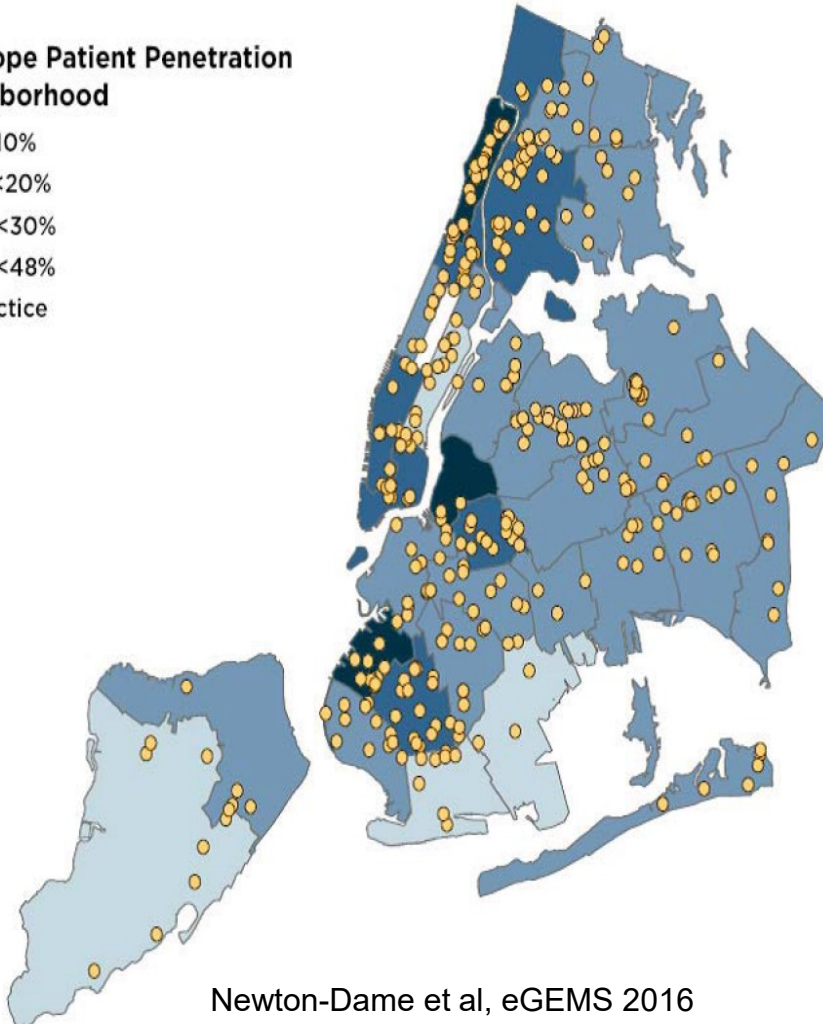 ope Patient Penetration
borhood
10%
<20%
<30%
<48%
ctice
Newton-Dame et al, eGEMS 2016